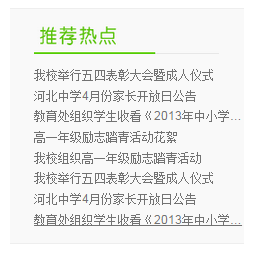 推荐热点
我校举行五四表彰大会暨成人仪式
河北中学4月份家长开放日公告
教育处组织学生收看《2013年中小学...
高一年级励志踏青活动花絮
我校组织高一年级励志踏青活动
我校举行五四表彰大会暨成人仪式
河北中学4月份家长开放日公告
教育处组织学生收看《2013年中小学...